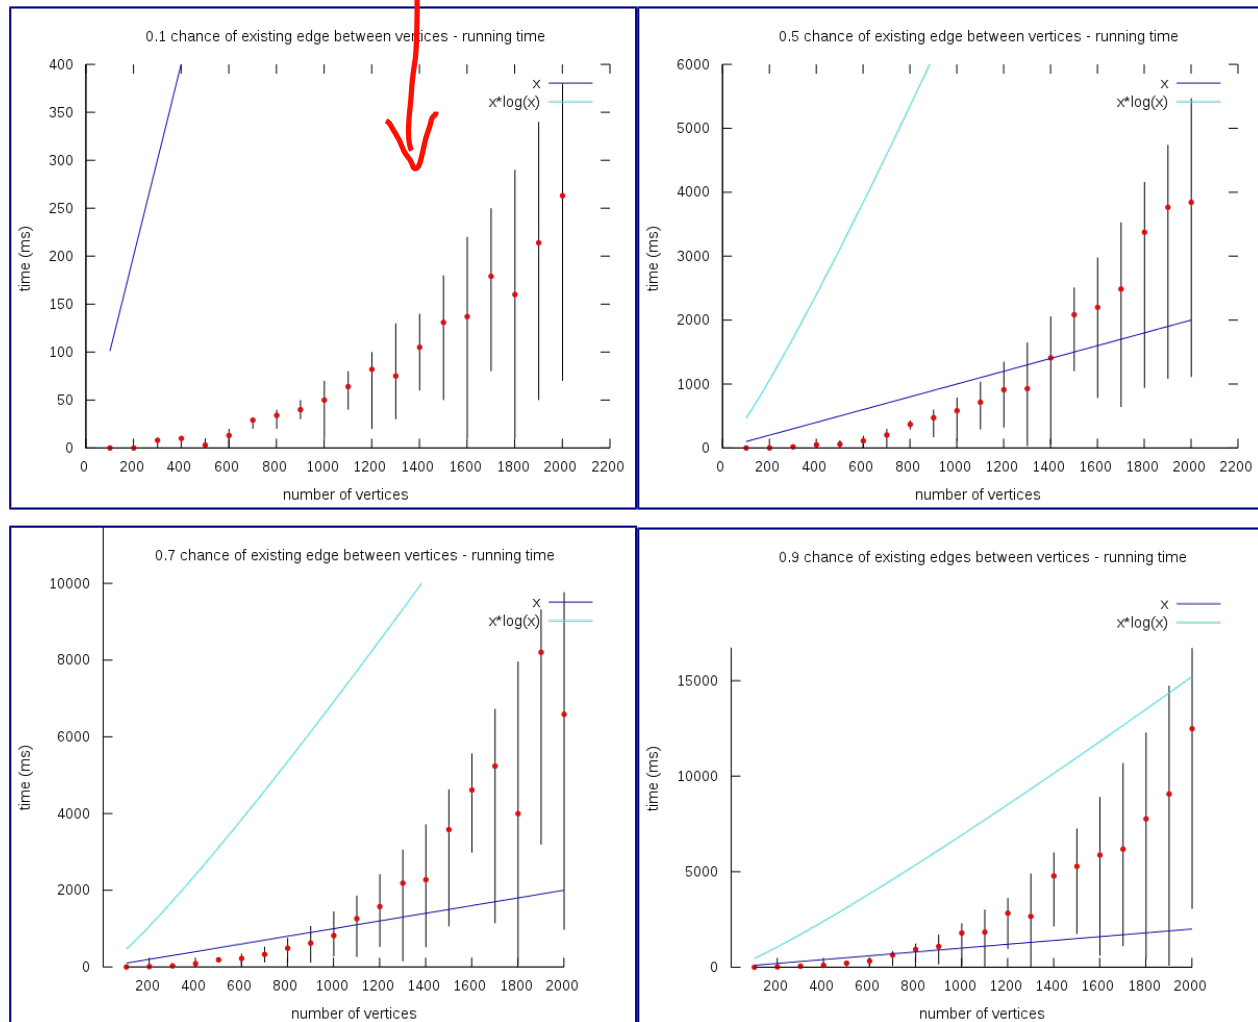 0.1 chance of existing edge between vertices - running time
400
350
300
250
200
150
100
50
0
time (ms)
x
x*log(x)
0 200 400 600 800 1000 1200 1400 1600 1800 2000 2200
number of vertices
0.5 chance of existing edge between vertices - running time
6000
5000
4000
3000
2000
1000
0
time (ms)
x
x*log(x)
0 200 400 600 800 1000 1200 1400 1600 1800 2000 2200
number of vertices
0.7 chance of existing edge between vertices - running time
10000
8000
6000
4000
2000
0
time (ms)
x
x*log(x)
200 400 600 800 1000 1200 1400 1600 1800 2000
number of vertices
0.9 chance of existing edges between vertices - running time
15000
10000
5000
0
time (ms)
x
x*log(x)
200 400 600 800 1000 1200 1400 1600 1800 2000
number of vertices